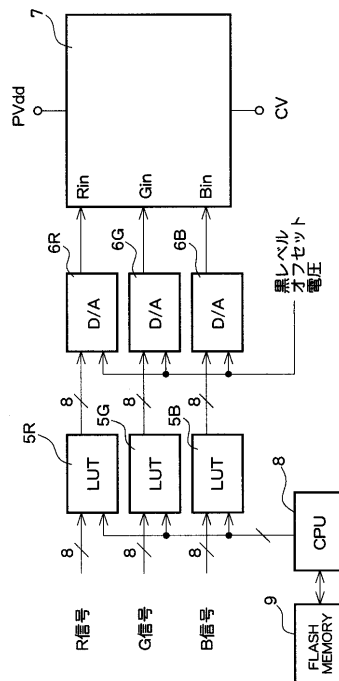 7
PVdd
CV
Rin
Gin
Bin
6R
6G
6B
D/A
D/A
D/A
黒レベル
オフセット
電圧
8
8
8
5R
5G
5B
LUT
LUT
LUT
8
8
8
R信号
G信号
B信号
8
CPU
9
FLASH
MEMORY